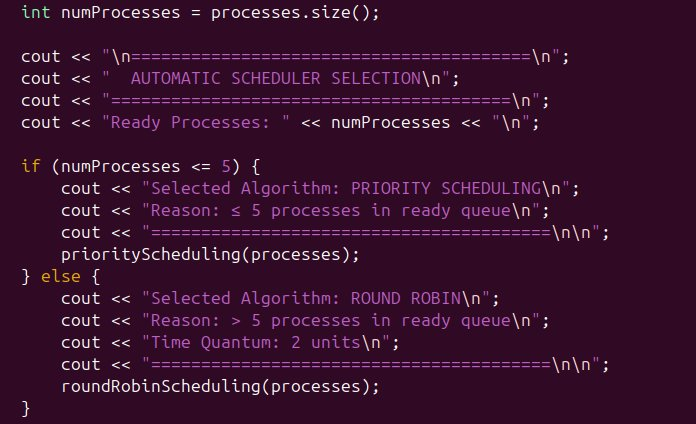 int numProcesses = processes.size();

cout << "\n========================================\n";
cout << "  AUTOMATIC SCHEDULER SELECTION\n";
cout << "========================================\n";
cout << "Ready Processes: " << numProcesses << "\n";

if (numProcesses <= 5) {
    cout << "Selected Algorithm: PRIORITY SCHEDULING\n";
    cout << "Reason: ≤ 5 processes in ready queue\n";
    cout << "========================================\n\n";
    priorityScheduling(processes);
} else {
    cout << "Selected Algorithm: ROUND ROBIN\n";
    cout << "Reason: > 5 processes in ready queue\n";
    cout << "Time Quantum: 2 units\n";
    cout << "========================================\n\n";
    roundRobinScheduling(processes);
}